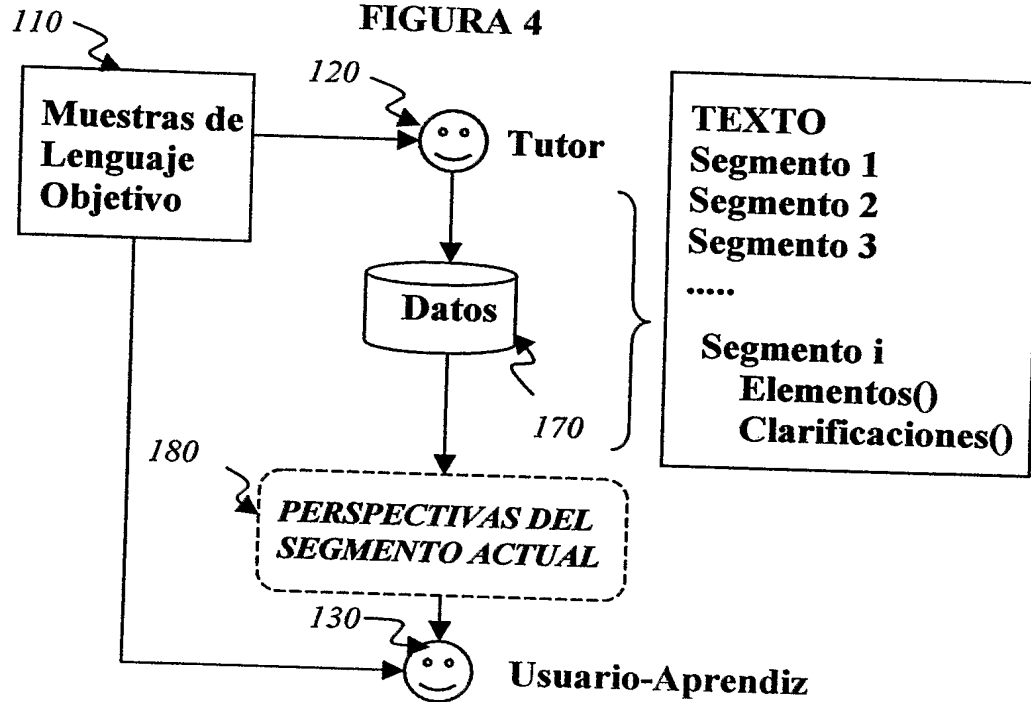 FIGURA 4
110
Muestras de
Lenguaje
Objetivo
120
Tutor
Datos
170
TEXTO
Segmento 1
Segmento 2
Segmento 3
.....
Segmento i
Elementos()
Clarificaciones()
180
PERSPECTIVAS DEL
SEGMENTO ACTUAL
130
Usuario-Aprendiz